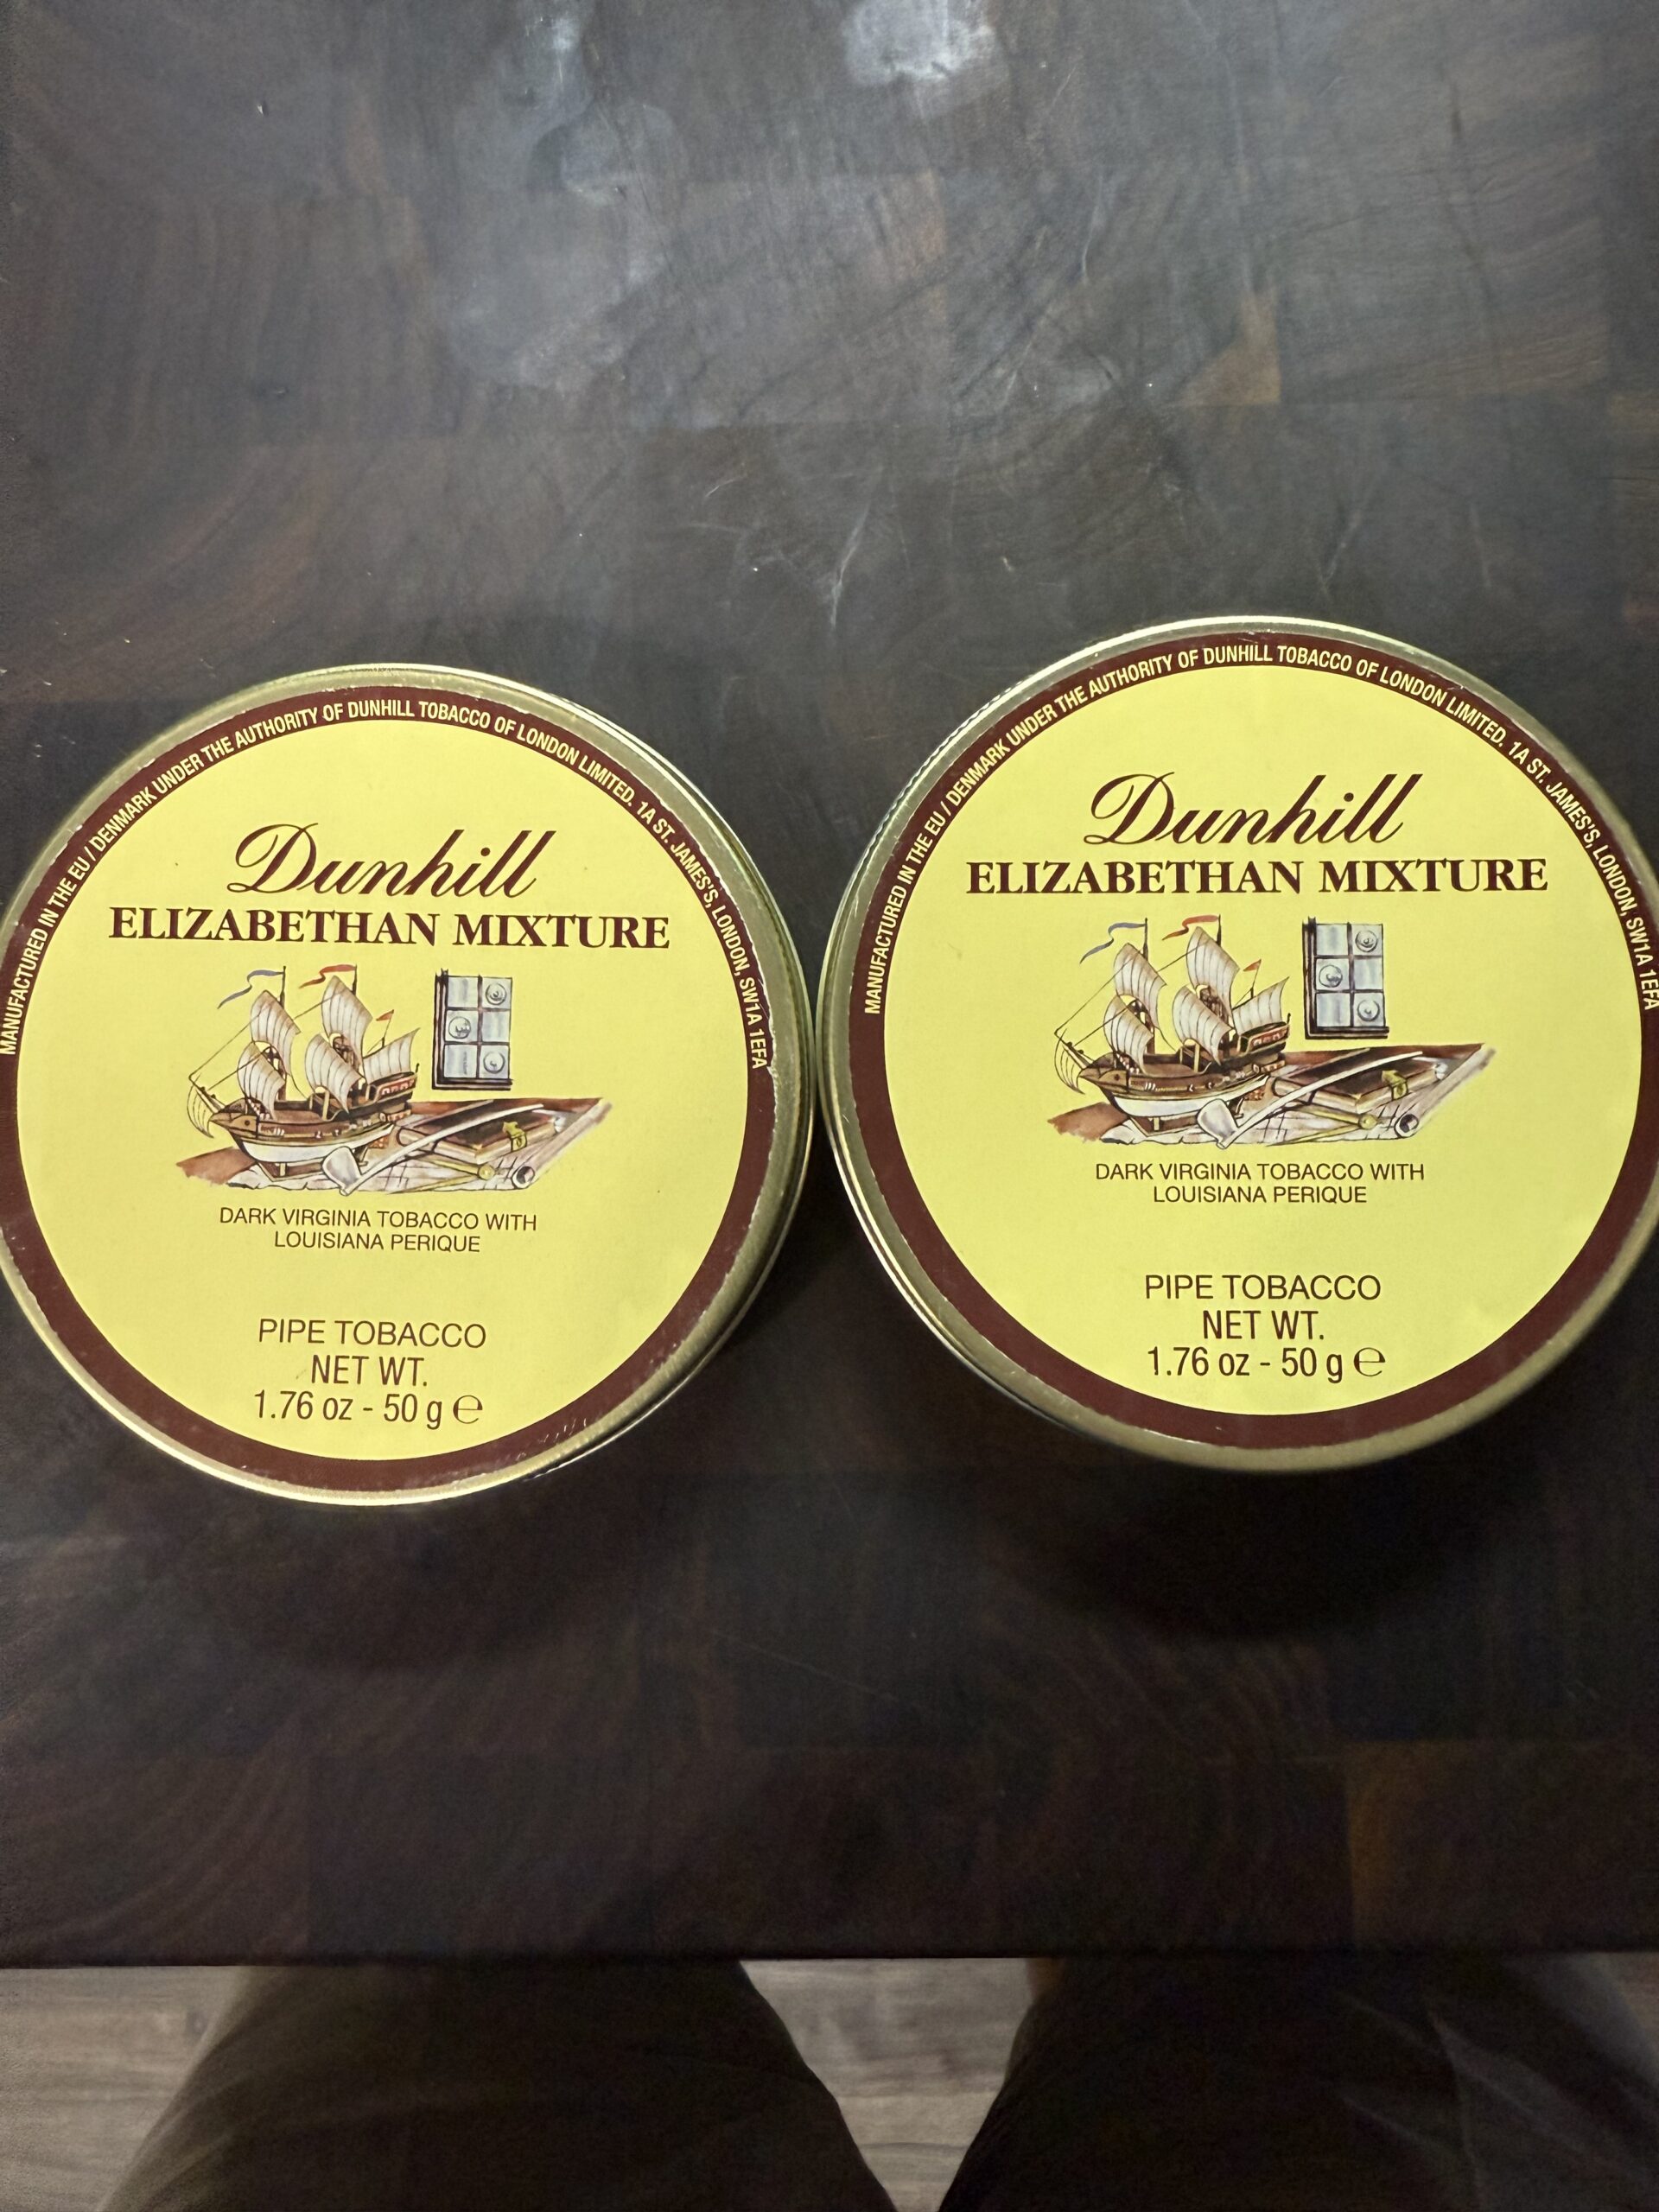 MANUFACTURED IN THE EU / DENMARK UNDER THE AUTHORITY OF DUNHILL TOBACCO OF LONDON LIMITED. 1A ST. JAMES'S, LONDON, SW1A 1EFA
Dunhill
ELIZABETHAN MIXTURE
DARK VIRGINIA TOBACCO WITH
LOUISIANA PERIQUE
PIPE TOBACCO
NET WT.
1.76 oz - 50 g ℮
MANUFACTURED IN THE EU / DENMARK UNDER THE AUTHORITY OF DUNHILL TOBACCO OF LONDON LIMITED. 1A ST. JAMES'S, LONDON, SW1A 1EFA
Dunhill
ELIZABETHAN MIXTURE
DARK VIRGINIA TOBACCO WITH
LOUISIANA PERIQUE
PIPE TOBACCO
NET WT.
1.76 oz - 50 g ℮